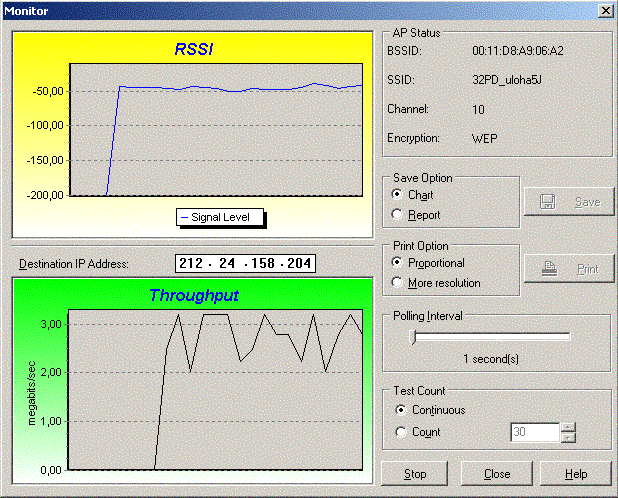 Monitor
RSSI
-50,00
-100,00
-150,00
-200,00
Signal Level
Destination IP Address: 212 . 24 . 158 . 204
Throughput
megabits/sec
3,00
2,00
1,00
0,00
AP Status
BSSID: 00:11:D8:A9:06:A2
SSID: 32PD_uloha5J
Channel: 10
Encryption: WEP
Save Option
Chart
Report
Save
Print Option
Proportional
More resolution
Print
Polling Interval
1 second(s)
Test Count
Continuous
Count 30
Stop Close Help